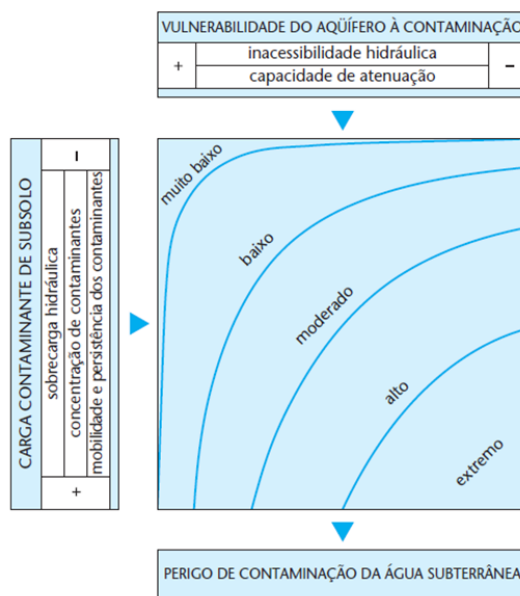 VULNERABILIDADE DO AQÜÍFERO À CONTAMINAÇÃO
+
inacessibilidade hidráulica
capacidade de atenuação
–
CARGA CONTAMINANTE DE SUBSOLO
–
sobrecarga hidráulica
concentração de contaminantes
mobilidade e persistência dos contaminantes
+
muito baixo
baixo
moderado
alto
extremo
PERIGO DE CONTAMINAÇÃO DA ÁGUA SUBTERRÂNEA